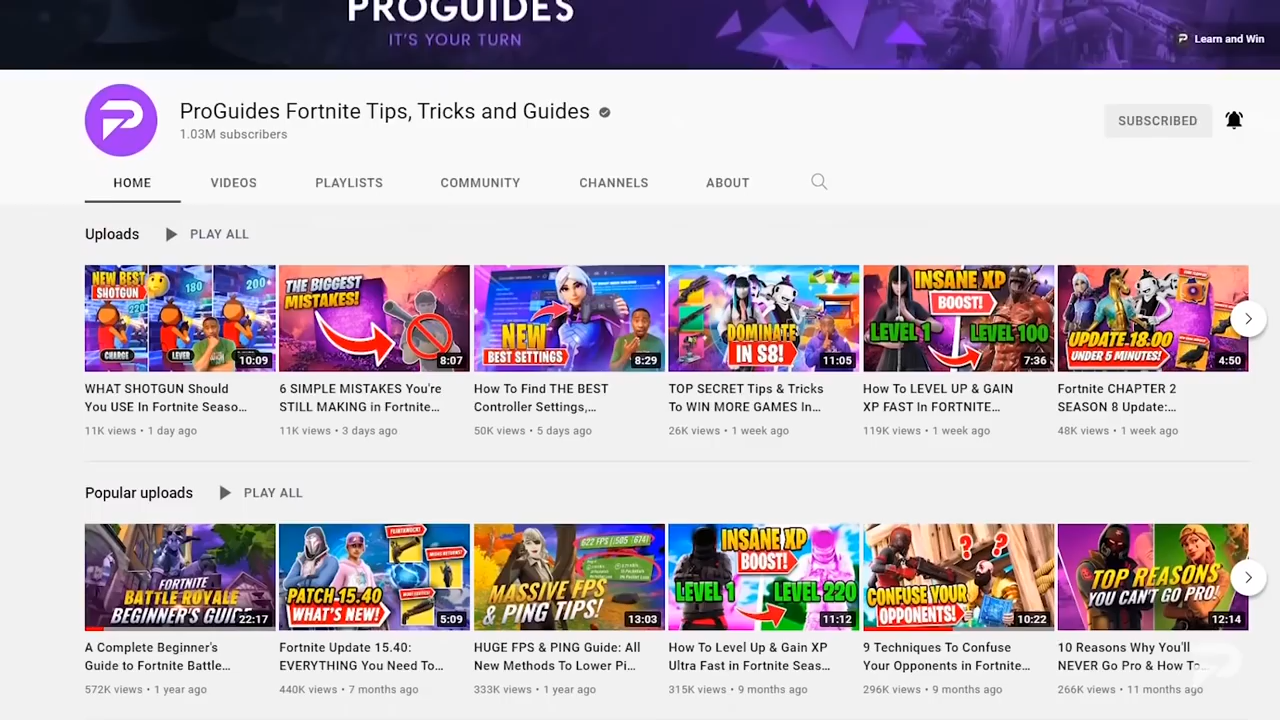 PROGUIDES
IT'S YOUR TURN
Learn and Win
ProGuides Fortnite Tips, Tricks and Guides
1.03M subscribers
SUBSCRIBED
HOME VIDEOS PLAYLISTS COMMUNITY CHANNELS ABOUT
Uploads PLAY ALL
NEW BEST
SHOTGUN
220
180
200+
CHARGE
LEVER
10:09
THE BIGGEST
MISTAKES!
8:07
NEW
BEST SETTINGS
8:29
DOMINATE
IN S8!
11:05
INSANE XP
BOOST!
LEVEL 1
LEVEL 100
7:36
UPDATE 18.00
UNDER 5 MINUTES!
4:50
WHAT SHOTGUN Should
You USE In Fortnite Seaso...
11K views • 1 day ago
6 SIMPLE MISTAKES You're
STILL MAKING in Fortnite...
11K views • 3 days ago
How To Find THE BEST
Controller Settings,...
50K views • 5 days ago
TOP SECRET Tips & Tricks
To WIN MORE GAMES In...
26K views • 1 week ago
How To LEVEL UP & GAIN
XP FAST In FORTNITE...
119K views • 1 week ago
Fortnite CHAPTER 2
SEASON 8 Update:...
48K views • 1 week ago
Popular uploads PLAY ALL
FORTNITE
BATTLE ROYALE
BEGINNER'S GUIDE
22:17
PATCH 15.40
WHAT'S NEW!
5:09
622 FPS
MASSIVE FPS
& PING TIPS!
13:03
INSANE XP
BOOST!
LEVEL 1
LEVEL 220
11:12
? ?
CONFUSE YOUR
OPPONENTS!
10:22
TOP REASONS
YOU CAN'T GO PRO!
12:14
A Complete Beginner's
Guide to Fortnite Battle...
572K views • 1 year ago
Fortnite Update 15.40:
EVERYTHING You Need To...
440K views • 7 months ago
HUGE FPS & PING Guide: All
New Methods To Lower Pi...
333K views • 1 year ago
How To Level Up & Gain XP
Ultra Fast in Fortnite Seas...
315K views • 9 months ago
9 Techniques To Confuse
Your Opponents in Fortnite...
296K views • 9 months ago
10 Reasons Why You'll
NEVER Go Pro & How To...
266K views • 11 months ago